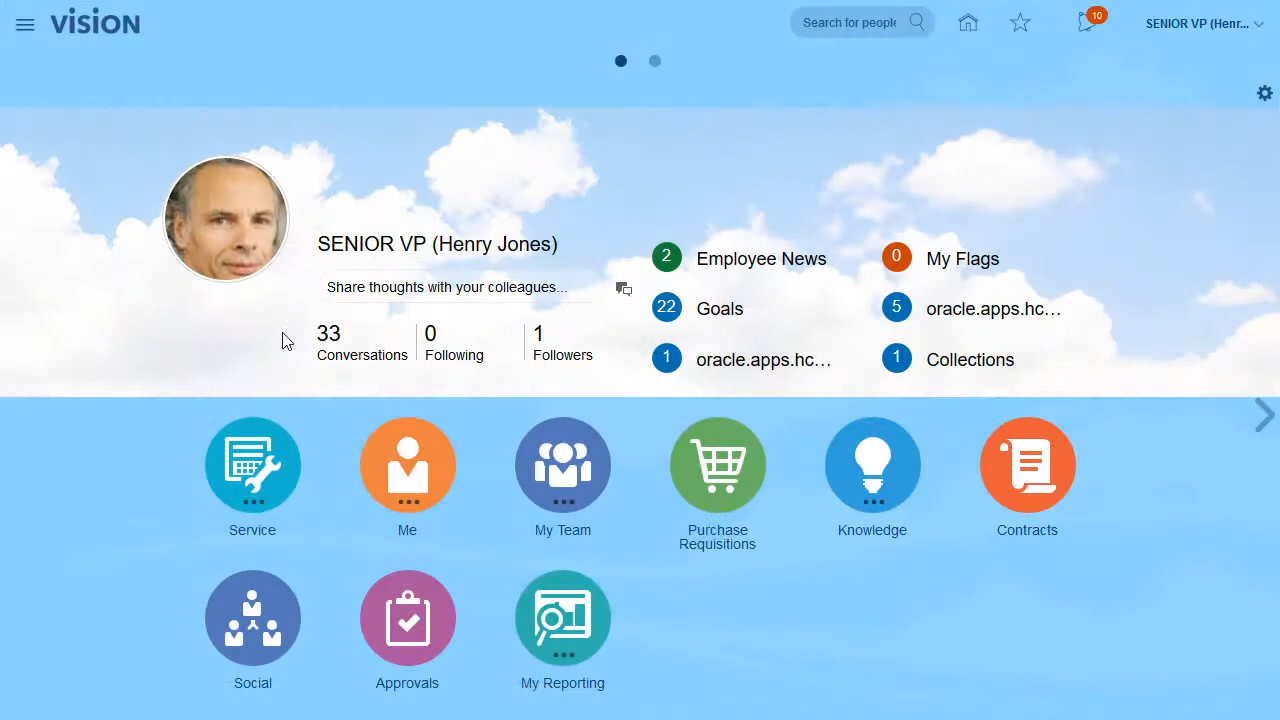 vision
Search for people
10
SENIOR VP (Henr...
SENIOR VP (Henry Jones)
Share thoughts with your colleagues...
33
Conversations
0
Following
1
Followers
2
Employee News
0
My Flags
22
Goals
5
oracle.apps.hc...
1
oracle.apps.hc...
1
Collections
Service
Me
My Team
Purchase
Requisitions
Knowledge
Contracts
Social
Approvals
My Reporting